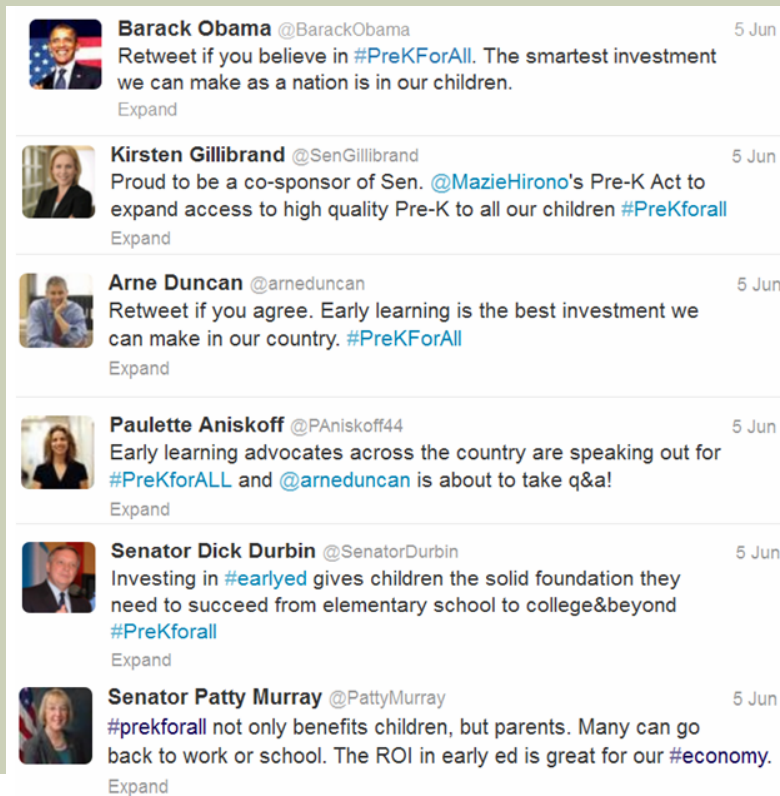 Barack Obama @BarackObama 5 Jun
Retweet if you believe in #PreKForAll. The smartest investment
we can make as a nation is in our children.
Expand
Kirsten Gillibrand @SenGillibrand 5 Jun
Proud to be a co-sponsor of Sen. @MazieHirono's Pre-K Act to
expand access to high quality Pre-K to all our children #PreKforall
Expand
Arne Duncan @arneduncan 5 Jun
Retweet if you agree. Early learning is the best investment we
can make in our country. #PreKForAll
Expand
Paulette Aniskoff @PAniskoff44 5 Jun
Early learning advocates across the country are speaking out for
#PreKforALL and @arneduncan is about to take q&a!
Expand
Senator Dick Durbin @SenatorDurbin 5 Jun
Investing in #earlyed gives children the solid foundation they
need to succeed from elementary school to college&beyond
#PreKforall
Expand
Senator Patty Murray @PattyMurray 5 Jun
#prekforall not only benefits children, but parents. Many can go
back to work or school. The ROI in early ed is great for our #economy.
Expand